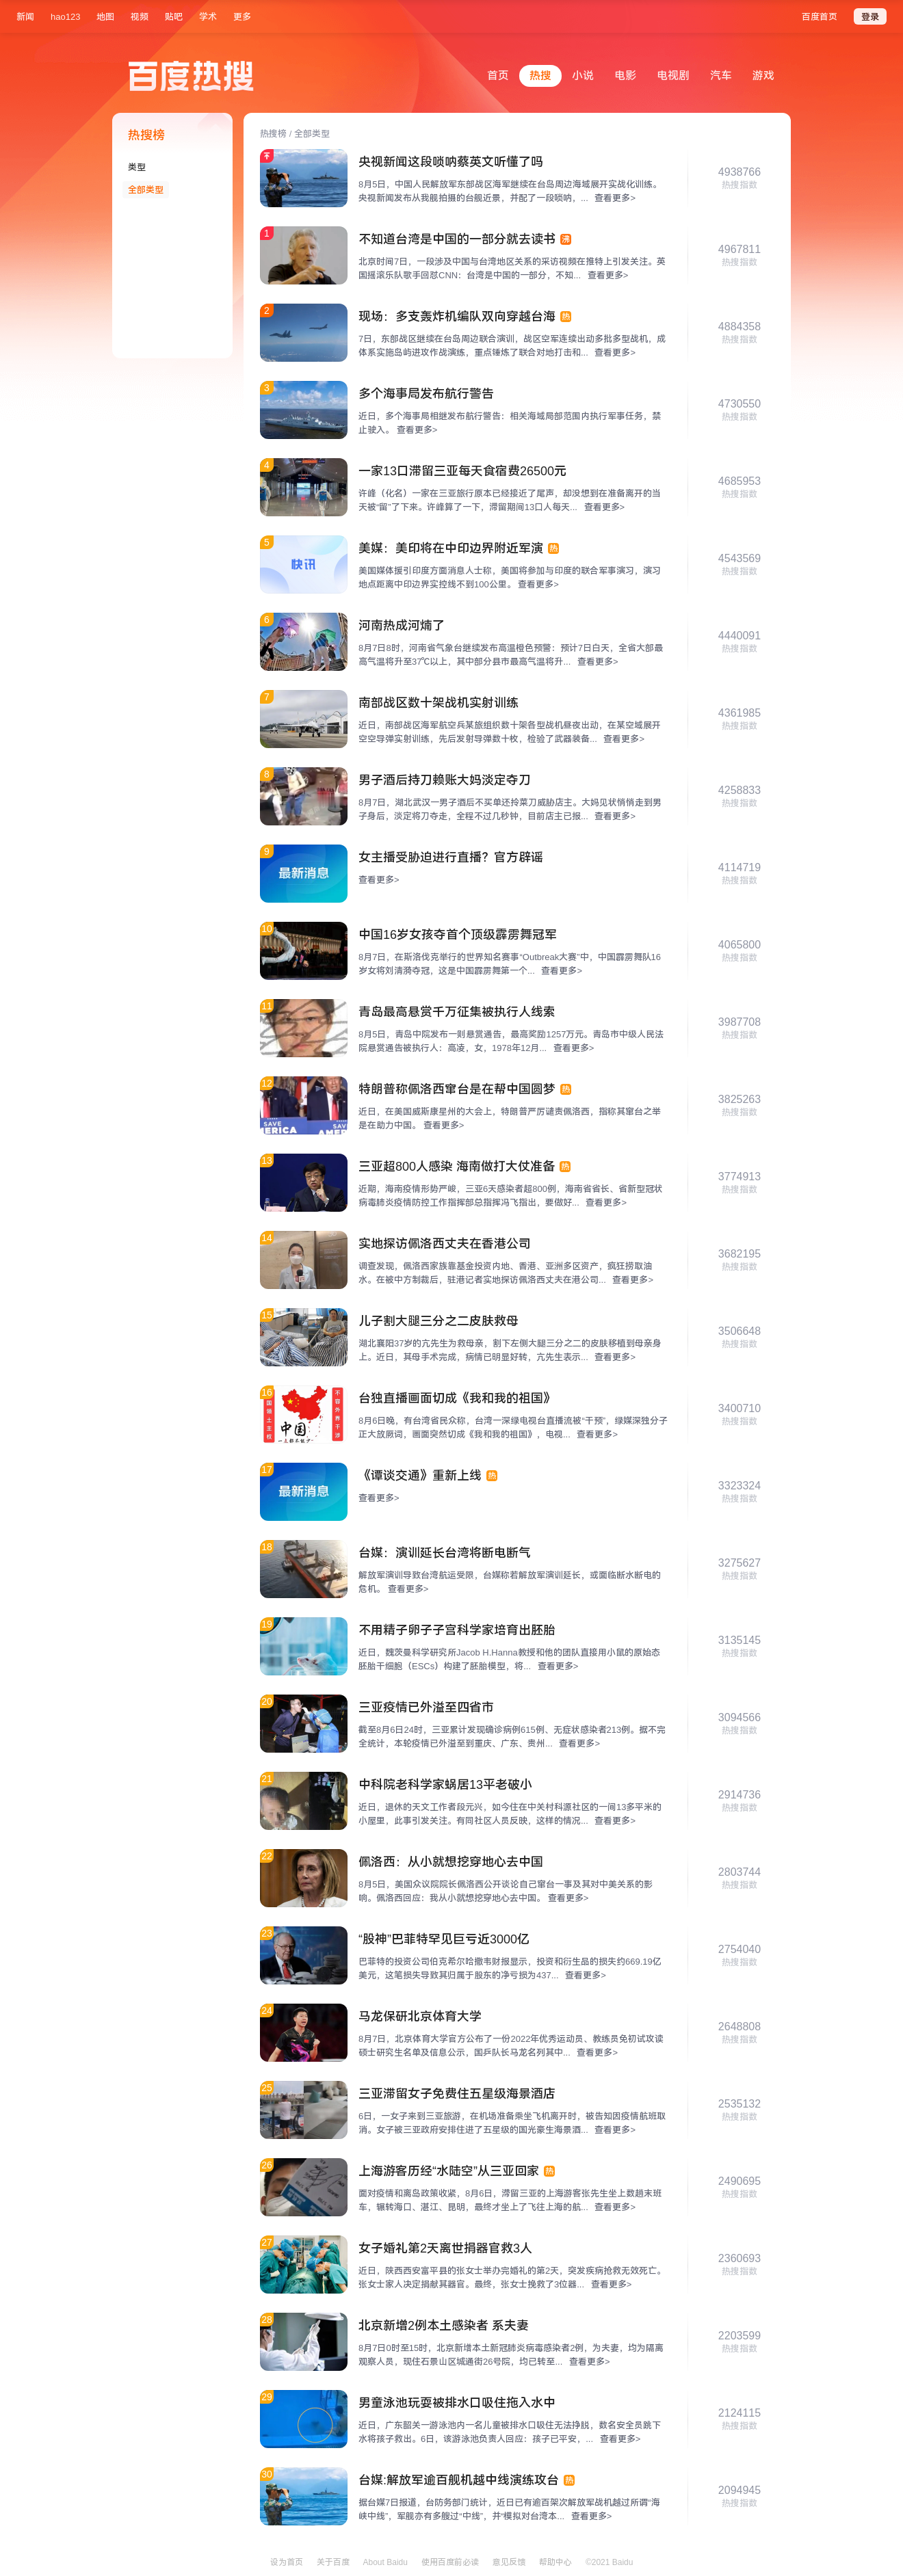 新闻 hao123 地图 视频 贴吧 学术 更多 百度首页 登录
百度热搜
首页 热搜 小说 电影 电视剧 汽车 游戏
热搜榜
类型
全部类型
热搜榜 / 全部类型
央视新闻这段唢呐蔡英文听懂了吗
8月5日，中国人民解放军东部战区海军继续在台岛周边海域展开实战化训练。
央视新闻发布从我舰拍摄的台舰近景，并配了一段唢呐，... 查看更多>
4938766
热搜指数
1
不知道台湾是中国的一部分就去读书 沸
北京时间7日，一段涉及中国与台湾地区关系的采访视频在推特上引发关注。英
国摇滚乐队歌手回怼CNN：台湾是中国的一部分，不知... 查看更多>
4967811
热搜指数
2
现场：多支轰炸机编队双向穿越台海 热
7日，东部战区继续在台岛周边联合演训，战区空军连续出动多批多型战机，成
体系实施岛屿进攻作战演练，重点锤炼了联合对地打击和... 查看更多>
4884358
热搜指数
3
多个海事局发布航行警告
近日，多个海事局相继发布航行警告：相关海域局部范围内执行军事任务，禁
止驶入。 查看更多>
4730550
热搜指数
4
一家13口滞留三亚每天食宿费26500元
许峰（化名）一家在三亚旅行原本已经接近了尾声，却没想到在准备离开的当
天被“留”了下来。许峰算了一下，滞留期间13口人每天... 查看更多>
4685953
热搜指数
5
快讯
美媒：美印将在中印边界附近军演 热
美国媒体援引印度方面消息人士称，美国将参加与印度的联合军事演习，演习
地点距离中印边界实控线不到100公里。 查看更多>
4543569
热搜指数
6
河南热成河㶽了
8月7日8时，河南省气象台继续发布高温橙色预警：预计7日白天，全省大部最
高气温将升至37℃以上，其中部分县市最高气温将升... 查看更多>
4440091
热搜指数
7
南部战区数十架战机实射训练
近日，南部战区海军航空兵某旅组织数十架各型战机昼夜出动，在某空域展开
空空导弹实射训练，先后发射导弹数十枚，检验了武器装备... 查看更多>
4361985
热搜指数
8
男子酒后持刀赖账大妈淡定夺刀
8月7日，湖北武汉一男子酒后不买单还拎菜刀威胁店主。大妈见状悄悄走到男
子身后，淡定将刀夺走，全程不过几秒钟，目前店主已报... 查看更多>
4258833
热搜指数
9
最新消息
女主播受胁迫进行直播？官方辟谣
查看更多>
4114719
热搜指数
10
中国16岁女孩夺首个顶级霹雳舞冠军
8月7日，在斯洛伐克举行的世界知名赛事“Outbreak大赛”中，中国霹雳舞队16
岁女将刘清漪夺冠，这是中国霹雳舞第一个... 查看更多>
4065800
热搜指数
11
青岛最高悬赏千万征集被执行人线索
8月5日，青岛中院发布一则悬赏通告，最高奖励1257万元。青岛市中级人民法
院悬赏通告被执行人：高凌，女，1978年12月... 查看更多>
3987708
热搜指数
12
特朗普称佩洛西窜台是在帮中国圆梦 热
近日，在美国威斯康星州的大会上，特朗普严厉谴责佩洛西，指称其窜台之举
是在助力中国。 查看更多>
3825263
热搜指数
13
三亚超800人感染 海南做打大仗准备 热
近期，海南疫情形势严峻，三亚6天感染者超800例，海南省省长、省新型冠状
病毒肺炎疫情防控工作指挥部总指挥冯飞指出，要做好... 查看更多>
3774913
热搜指数
14
实地探访佩洛西丈夫在香港公司
调查发现，佩洛西家族靠基金投资内地、香港、亚洲多区资产，疯狂捞取油
水。在被中方制裁后，驻港记者实地探访佩洛西丈夫在港公司... 查看更多>
3682195
热搜指数
15
儿子割大腿三分之二皮肤救母
湖北襄阳37岁的亢先生为救母亲，割下左侧大腿三分之二的皮肤移植到母亲身
上。近日，其母手术完成，病情已明显好转，亢先生表示... 查看更多>
3506648
热搜指数
16
台独直播画面切成《我和我的祖国》
8月6日晚，有台湾省民众称，台湾一深绿电视台直播流被“干预”，绿媒深独分子
正大放厥词，画面突然切成《我和我的祖国》，电视... 查看更多>
3400710
热搜指数
17
最新消息
《谭谈交通》重新上线 热
查看更多>
3323324
热搜指数
18
台媒：演训延长台湾将断电断气
解放军演训导致台湾航运受限，台媒称若解放军演训延长，或面临断水断电的
危机。 查看更多>
3275627
热搜指数
19
不用精子卵子子宫科学家培育出胚胎
近日，魏茨曼科学研究所Jacob H.Hanna教授和他的团队直接用小鼠的原始态
胚胎干细胞（ESCs）构建了胚胎模型，将... 查看更多>
3135145
热搜指数
20
三亚疫情已外溢至四省市
截至8月6日24时，三亚累计发现确诊病例615例、无症状感染者213例。据不完
全统计，本轮疫情已外溢至到重庆、广东、贵州... 查看更多>
3094566
热搜指数
21
中科院老科学家蜗居13平老破小
近日，退休的天文工作者段元兴，如今住在中关村科源社区的一间13多平米的
小屋里，此事引发关注。有同社区人员反映，这样的情况... 查看更多>
2914736
热搜指数
22
佩洛西：从小就想挖穿地心去中国
8月5日，美国众议院院长佩洛西公开谈论自己窜台一事及其对中美关系的影
响。佩洛西回应：我从小就想挖穿地心去中国。 查看更多>
2803744
热搜指数
23
“股神”巴菲特罕见巨亏近3000亿
巴菲特的投资公司伯克希尔哈撒韦财报显示，投资和衍生品的损失约669.19亿
美元，这笔损失导致其归属于股东的净亏损为437... 查看更多>
2754040
热搜指数
24
马龙保研北京体育大学
8月7日，北京体育大学官方公布了一份2022年优秀运动员、教练员免初试攻读
硕士研究生名单及信息公示，国乒队长马龙名列其中... 查看更多>
2648808
热搜指数
25
三亚滞留女子免费住五星级海景酒店
6日，一女子来到三亚旅游，在机场准备乘坐飞机离开时，被告知因疫情航班取
消。女子被三亚政府安排住进了五星级的国光豪生海景酒... 查看更多>
2535132
热搜指数
26
上海游客历经“水陆空”从三亚回家 热
面对疫情和离岛政策收紧，8月6日，滞留三亚的上海游客张先生坐上数趟末班
车，辗转海口、湛江、昆明，最终才坐上了飞往上海的航... 查看更多>
2490695
热搜指数
27
女子婚礼第2天离世捐器官救3人
近日，陕西西安富平县的张女士举办完婚礼的第2天，突发疾病抢救无效死亡。
张女士家人决定捐献其器官。最终，张女士挽救了3位器... 查看更多>
2360693
热搜指数
28
北京新增2例本土感染者 系夫妻
8月7日0时至15时，北京新增本土新冠肺炎病毒感染者2例，为夫妻，均为隔离
观察人员，现住石景山区城通街26号院，均已转至... 查看更多>
2203599
热搜指数
29
男童泳池玩耍被排水口吸住拖入水中
近日，广东韶关一游泳池内一名儿童被排水口吸住无法挣脱，数名安全员跳下
水将孩子救出。6日，该游泳池负责人回应：孩子已平安，... 查看更多>
2124115
热搜指数
30
台媒:解放军逾百舰机越中线演练攻台 热
据台媒7日报道，台防务部门统计，近日已有逾百架次解放军战机越过所谓“海
峡中线”，军舰亦有多艘过“中线”，并“模拟对台湾本... 查看更多>
2094945
热搜指数
设为首页 关于百度 About Baidu 使用百度前必读 意见反馈 帮助中心 ©2021 Baidu